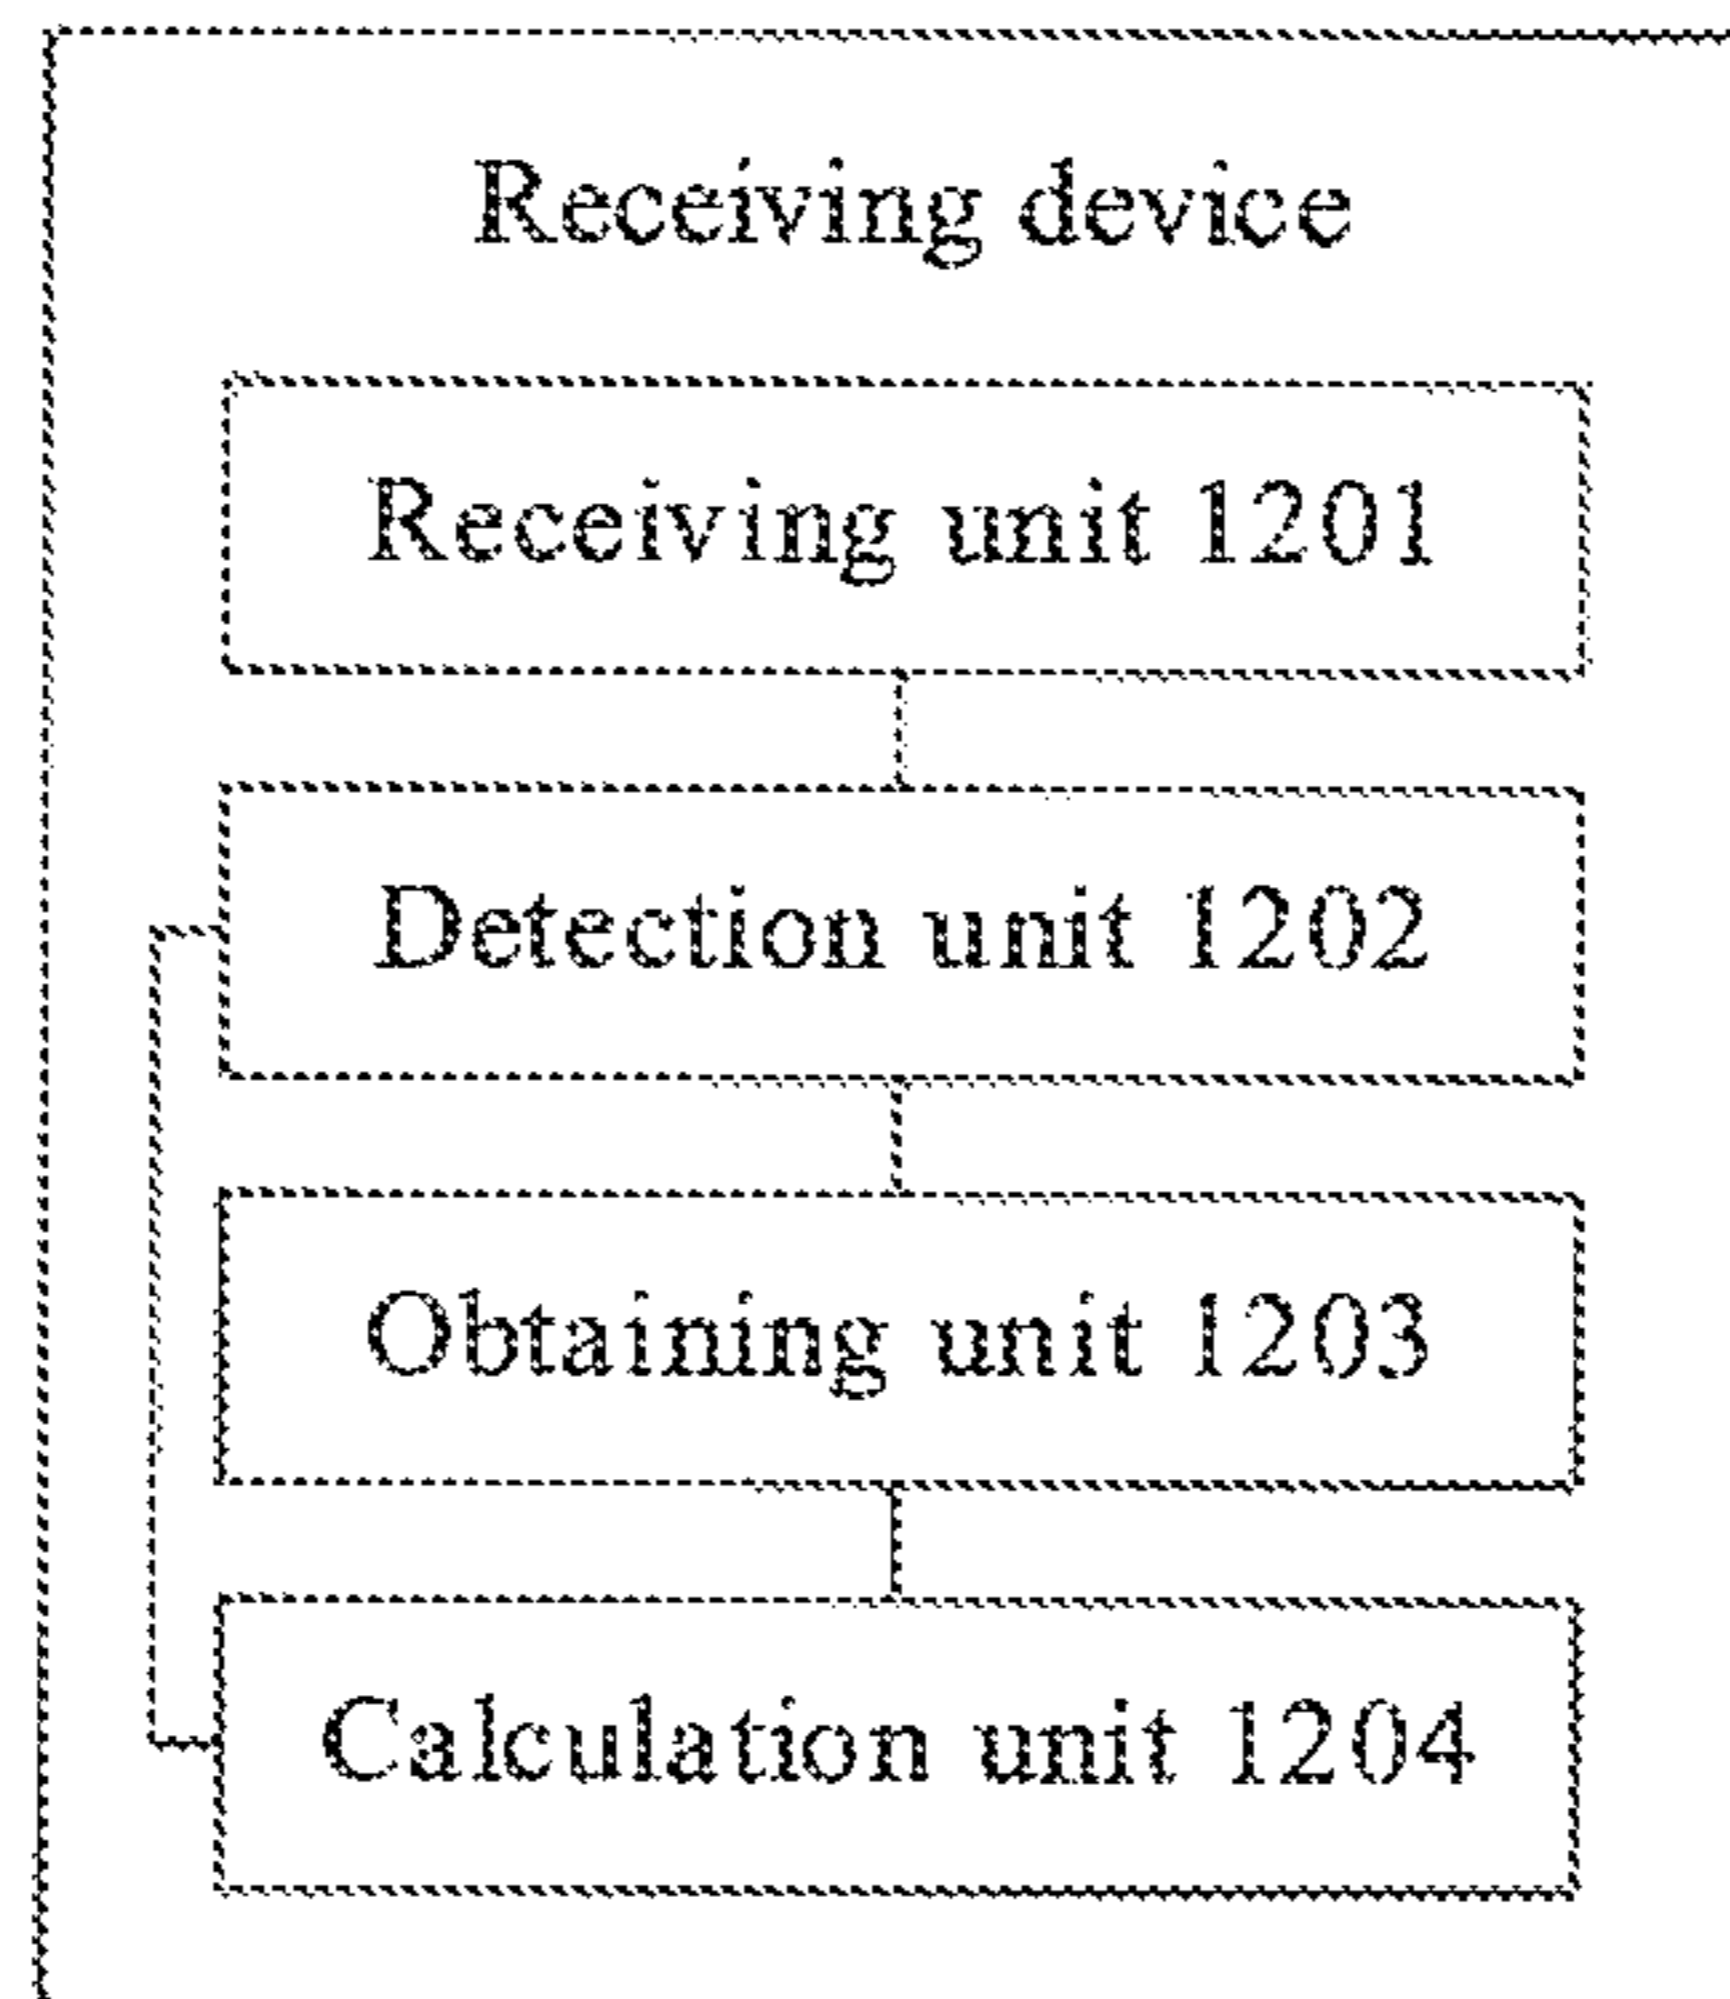 Receiving device
Receiving unit 1201
Detection unit 1202
Obtaining unit 1203
Calculation unit 1204